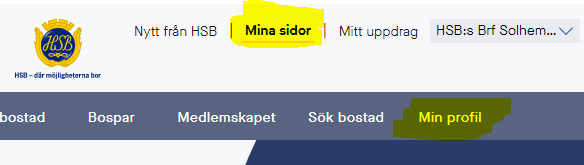 Nytt från HSB | Mina sidor | Mitt uppdrag HSB:s Brf Solhem...
HSB
HSB – där möjligheterna bor
bostad Bospar Medlemskapet Sök bostad Min profil